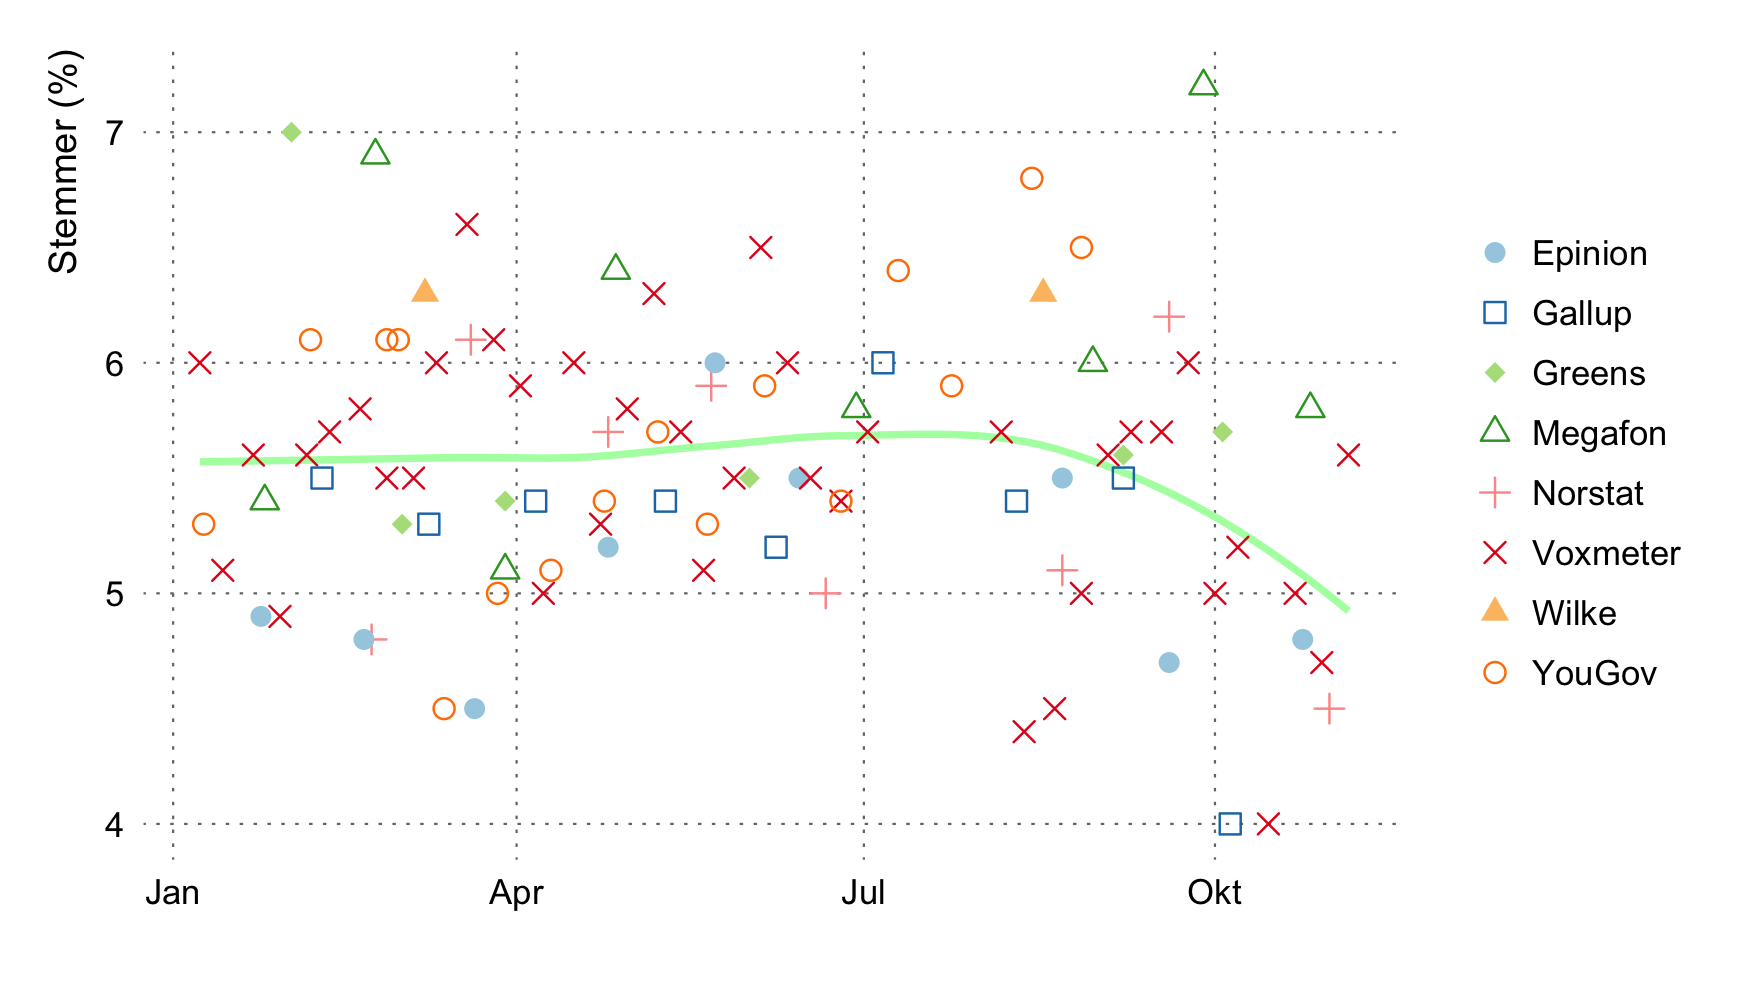 Stemmer (%)
7
6
5
4
Jan Apr Jul Okt
Epinion
Gallup
Greens
Megafon
Norstat
Voxmeter
Wilke
YouGov